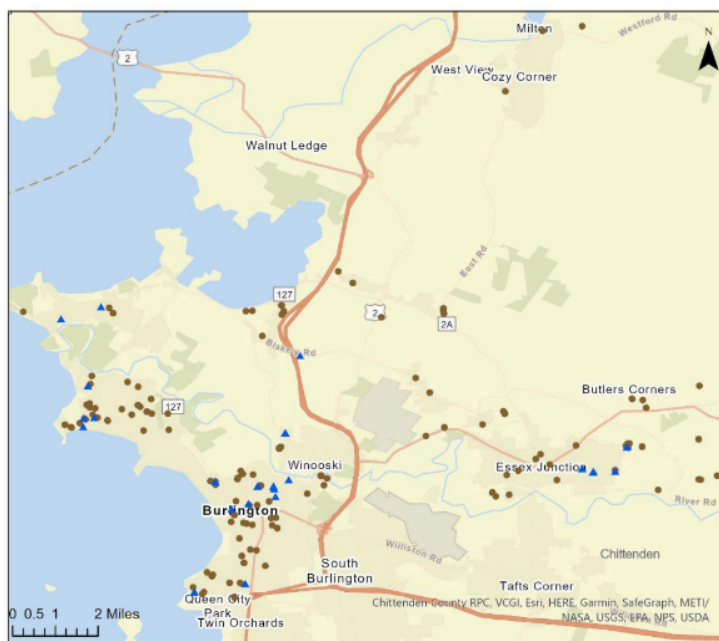 Milton
Westford Rd
N
2
West View
Cozy Corner
Walnut Ledge
East Rd
127
2
2A
Blakely Rd
Butlers Corners
127
Winooski
Essex Junction
River Rd
Burlington
Williston Rd
Chittenden
South
Burlington
Tafts Corner
Queen City
Park
Twin Orchards
0 0.5 1 2 Miles
Chittenden County RPC, VCGI, Esri, HERE, Garmin, SafeGraph, METI/
NASA, USGS, EPA, NPS, USDA